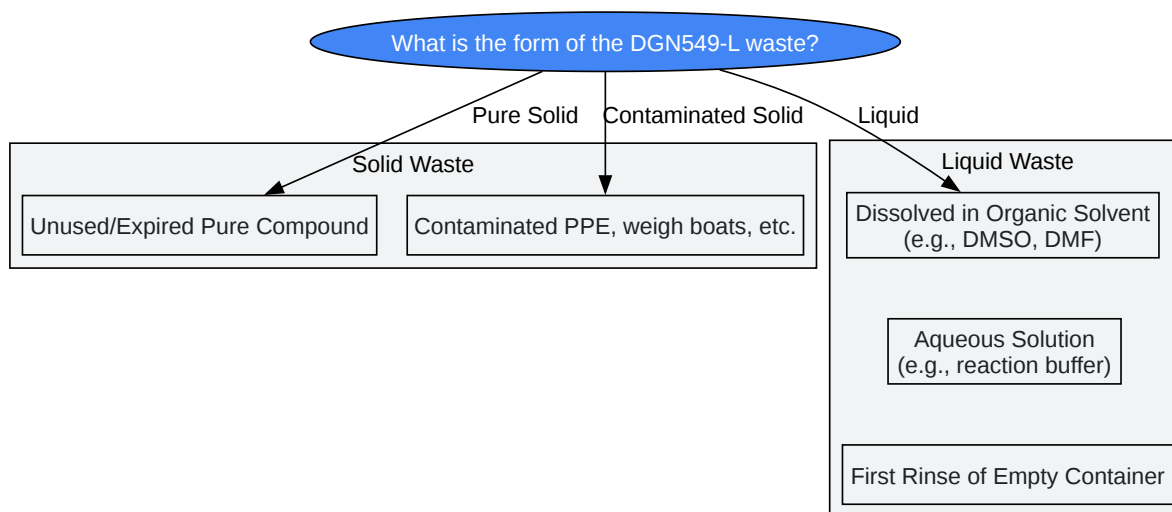 What is the form of the DGN549-L waste?
Pure Solid
Contaminated Solid
Liquid
Solid Waste
Liquid Waste
Unused/Expired Pure Compound
Contaminated PPE, weigh boats, etc.
Dissolved in Organic Solvent
(e.g., DMSO, DMF)
Aqueous Solution
(e.g., reaction buffer)
First Rinse of Empty Container